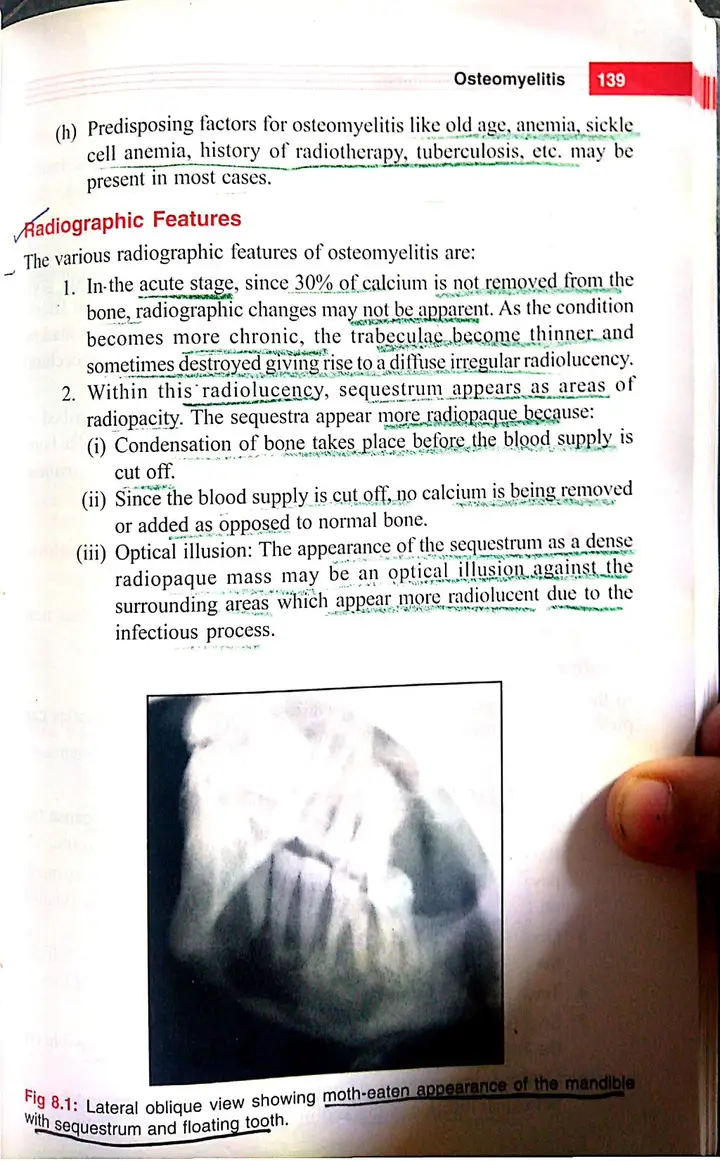 Osteomyelitis 139
(h) Predisposing factors for osteomyelitis like old age, anemia, sickle
cell anemia, history of radiotherapy, tuberculosis, etc. may be
present in most cases.
Radiographic Features
The various radiographic features of osteomyelitis are:
1. In the acute stage, since 30% of calcium is not removed from the
bone, radiographic changes may not be apparent. As the condition
becomes more chronic, the trabeculae become thinner and
sometimes destroyed giving rise to a diffuse irregular radiolucency.
2. Within this radiolucency, sequestrum appears as areas of
radiopacity. The sequestra appear more radiopaque because:
(i) Condensation of bone takes place before the blood supply is
cut off.
(ii) Since the blood supply is cut off, no calcium is being removed
or added as opposed to normal bone.
(iii) Optical illusion: The appearance of the sequestrum as a dense
radiopaque mass may be an optical illusion against the
surrounding areas which appear more radiolucent due to the
infectious process.
Fig 8.1: Lateral oblique view showing moth-eaten appearance of the mandible
with sequestrum and floating tooth.